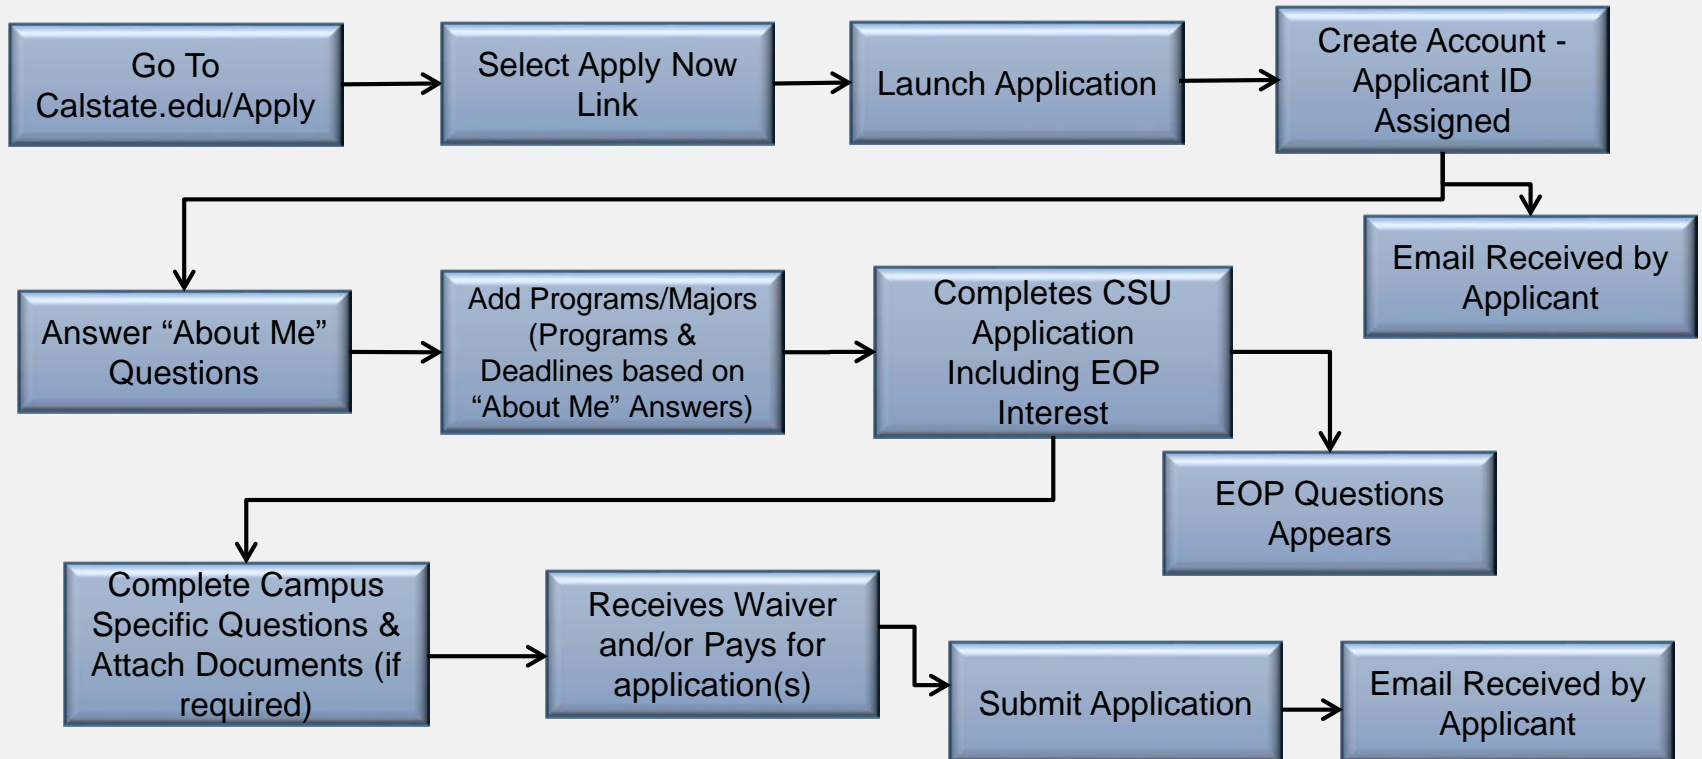 Go To
Calstate.edu/Apply
Select Apply Now
Link
Launch Application
Create Account -
Applicant ID
Assigned
Email Received by
Applicant
Answer “About Me”
Questions
Add Programs/Majors
(Programs &
Deadlines based on
“About Me” Answers)
Completes CSU
Application
Including EOP
Interest
EOP Questions
Appears
Complete Campus
Specific Questions &
Attach Documents (if
required)
Receives Waiver
and/or Pays for
application(s)
Submit Application
Email Received by
Applicant